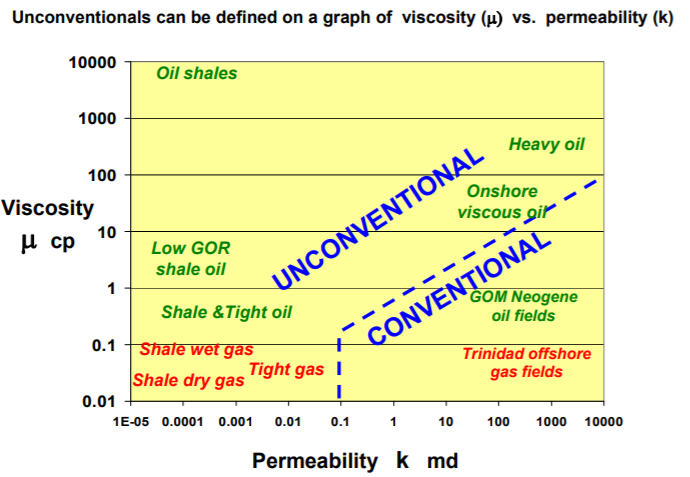 Unconventionals can be defined on a graph of viscosity (μ) vs. permeability (k)
10000
1000
100
10
1
0.1
0.01
Viscosity
μ cp
Oil shales
Heavy oil
Onshore
viscous oil
UNCONVENTIONAL
CONVENTIONAL
Low GOR
shale oil
Shale &Tight oil
GOM Neogene
oil fields
Shale wet gas
Tight gas
Shale dry gas
Trinidad offshore
gas fields
1E-05 0.0001 0.001 0.01 0.1 1 10 100 1000 10000
Permeability k md